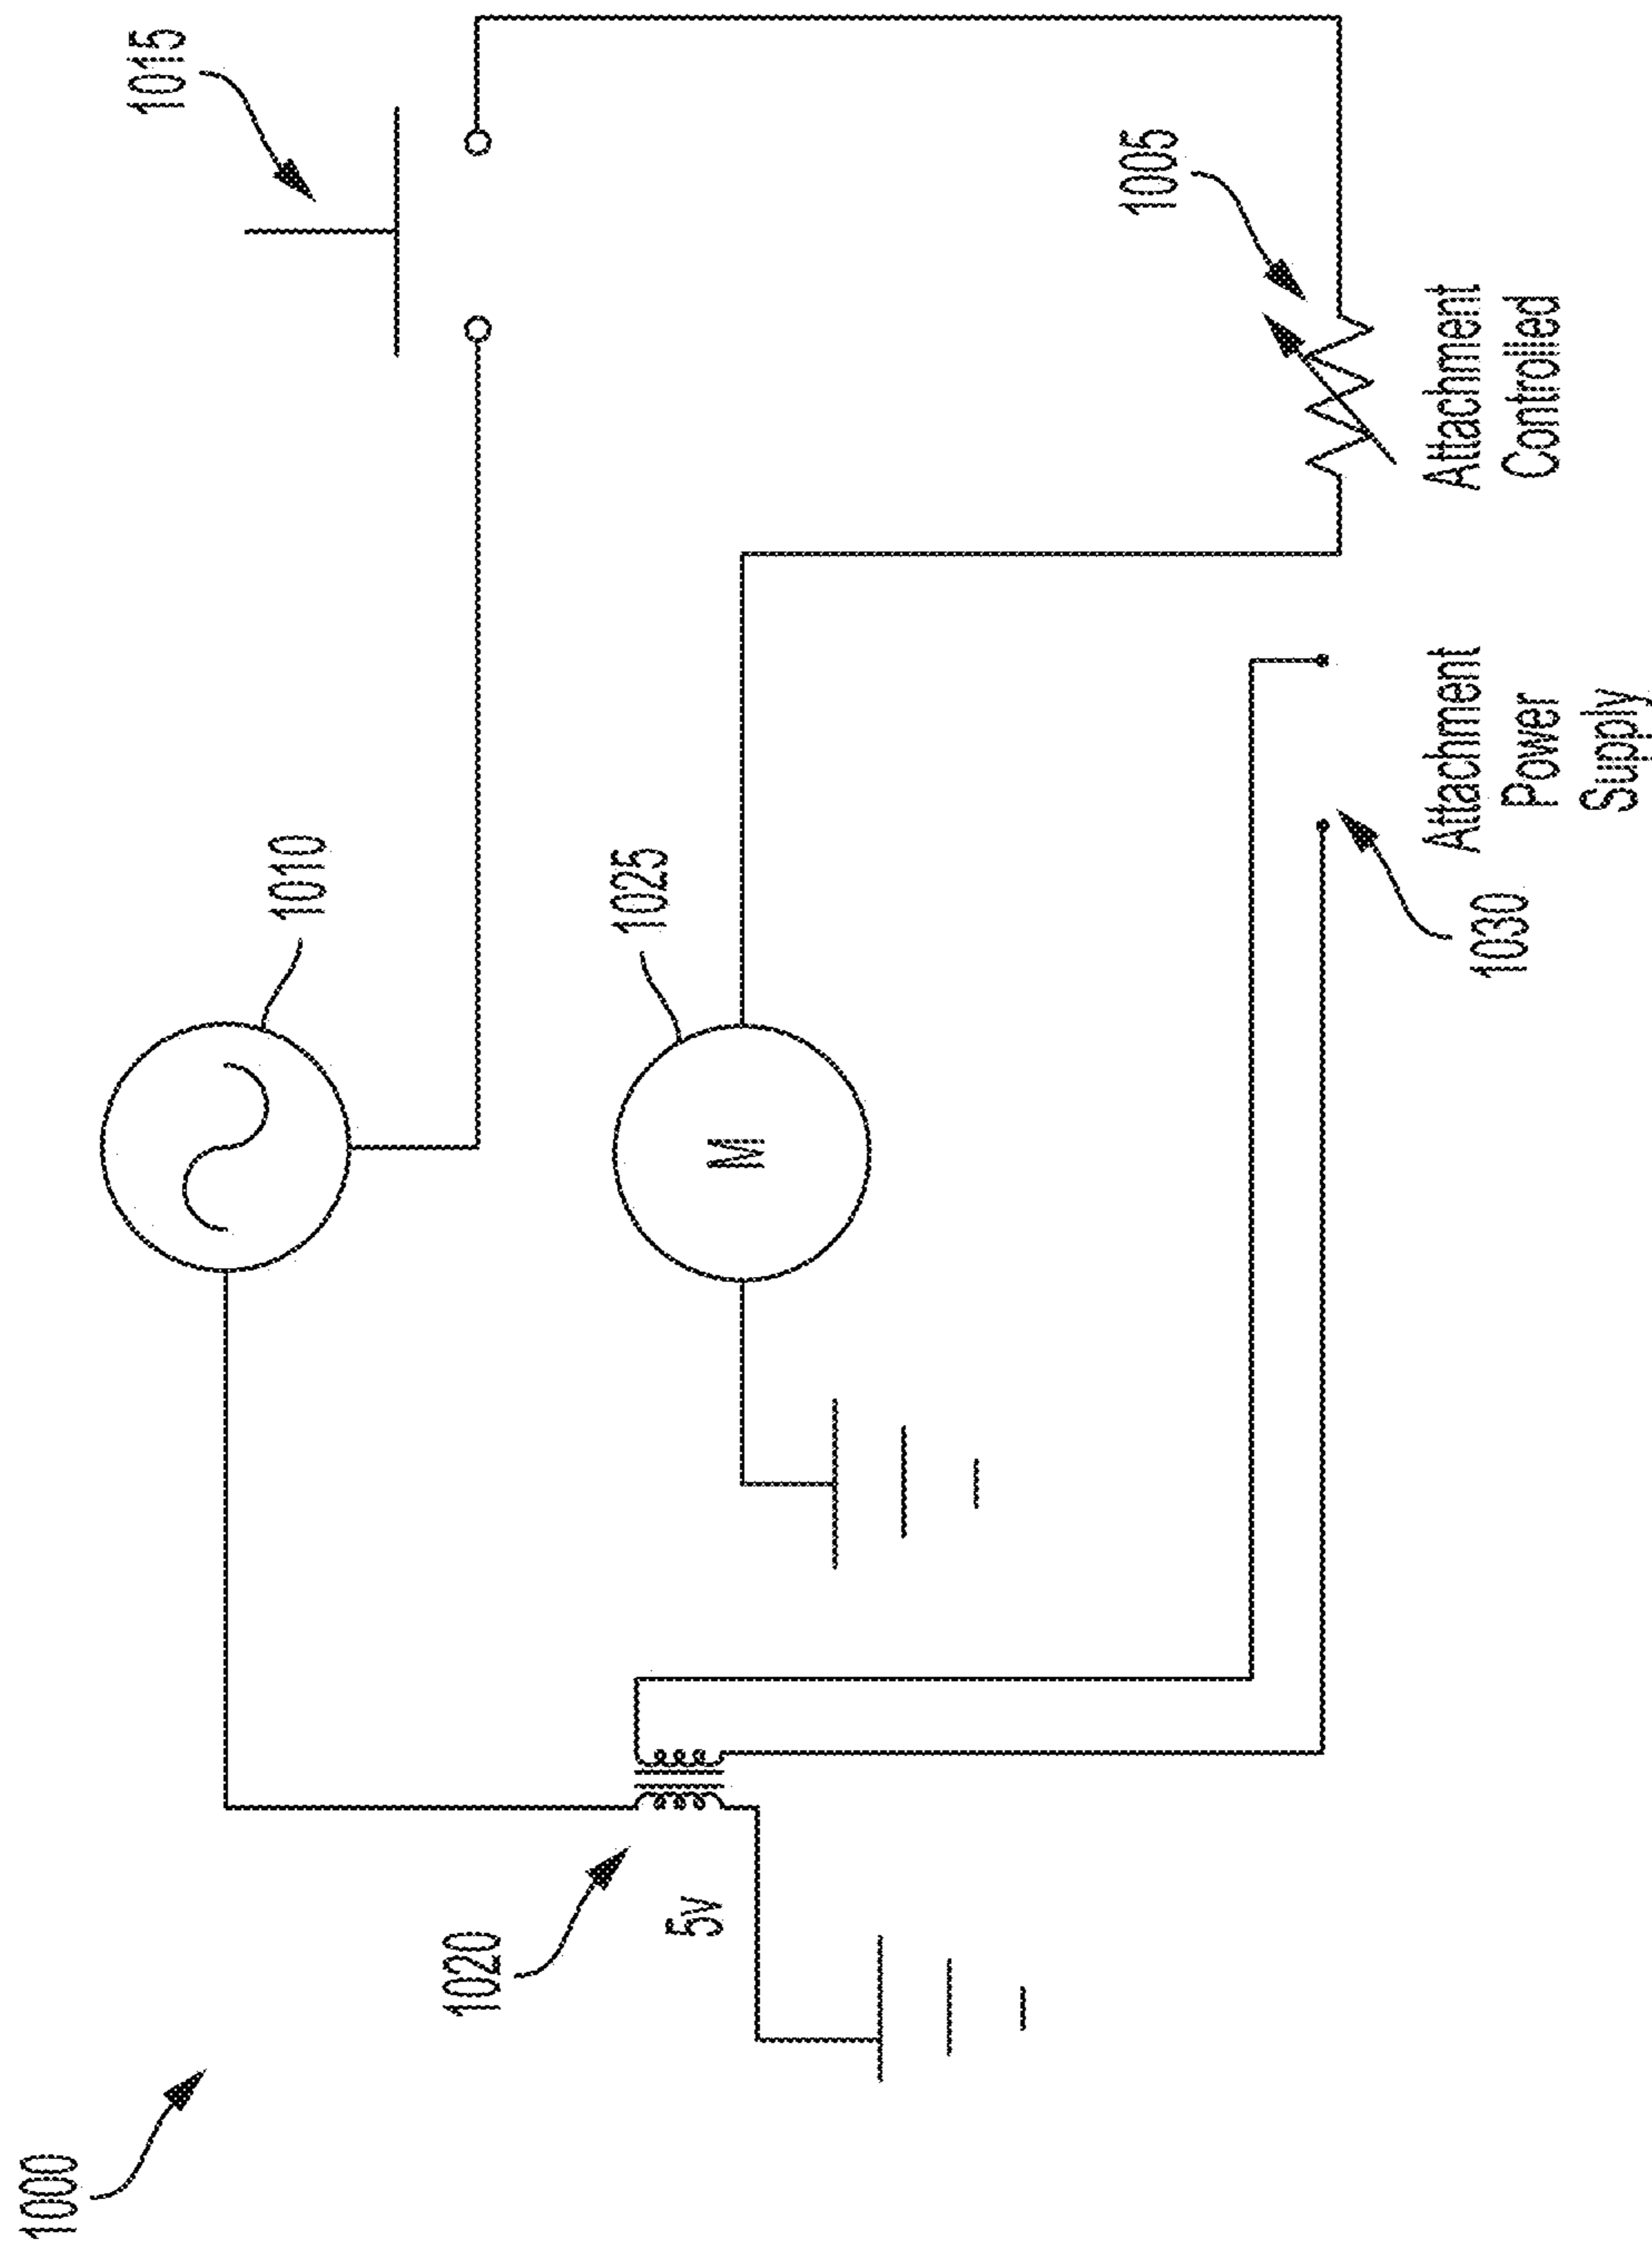 1000
1020
5v
1010
M
1025
1015
1005
1030
Attachment
Power
Supply
Attachment
Controlled